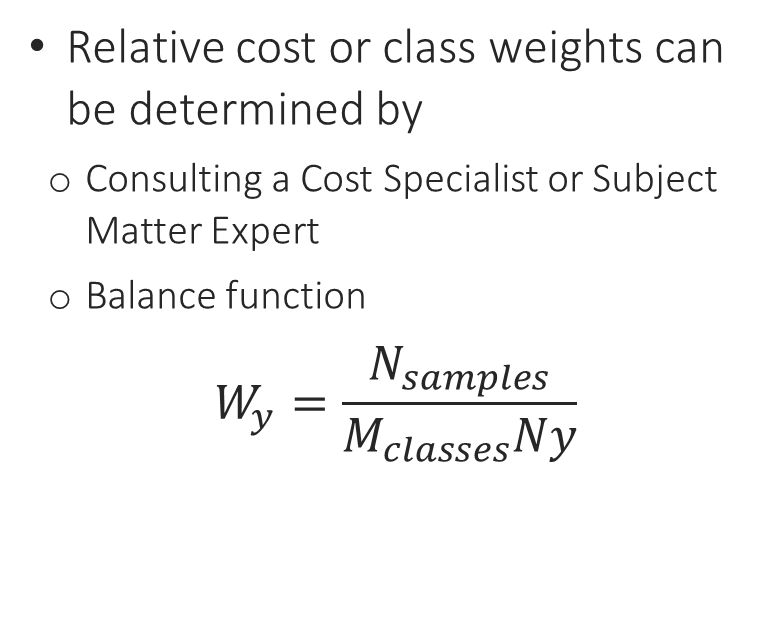 • Relative cost or class weights can
be determined by
o Consulting a Cost Specialist or Subject
Matter Expert
o Balance function
W_y = N_samples / M_classes Ny